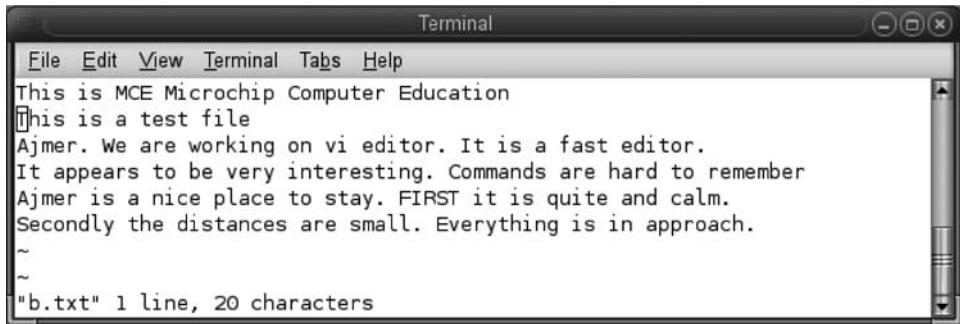 Terminal
File Edit View Terminal Tabs Help
This is MCE Microchip Computer Education
This is a test file
Ajmer. We are working on vi editor. It is a fast editor.
It appears to be very interesting. Commands are hard to remember
Ajmer is a nice place to stay. FIRST it is quite and calm.
Secondly the distances are small. Everything is in approach.
~
~
"b.txt" 1 line, 20 characters